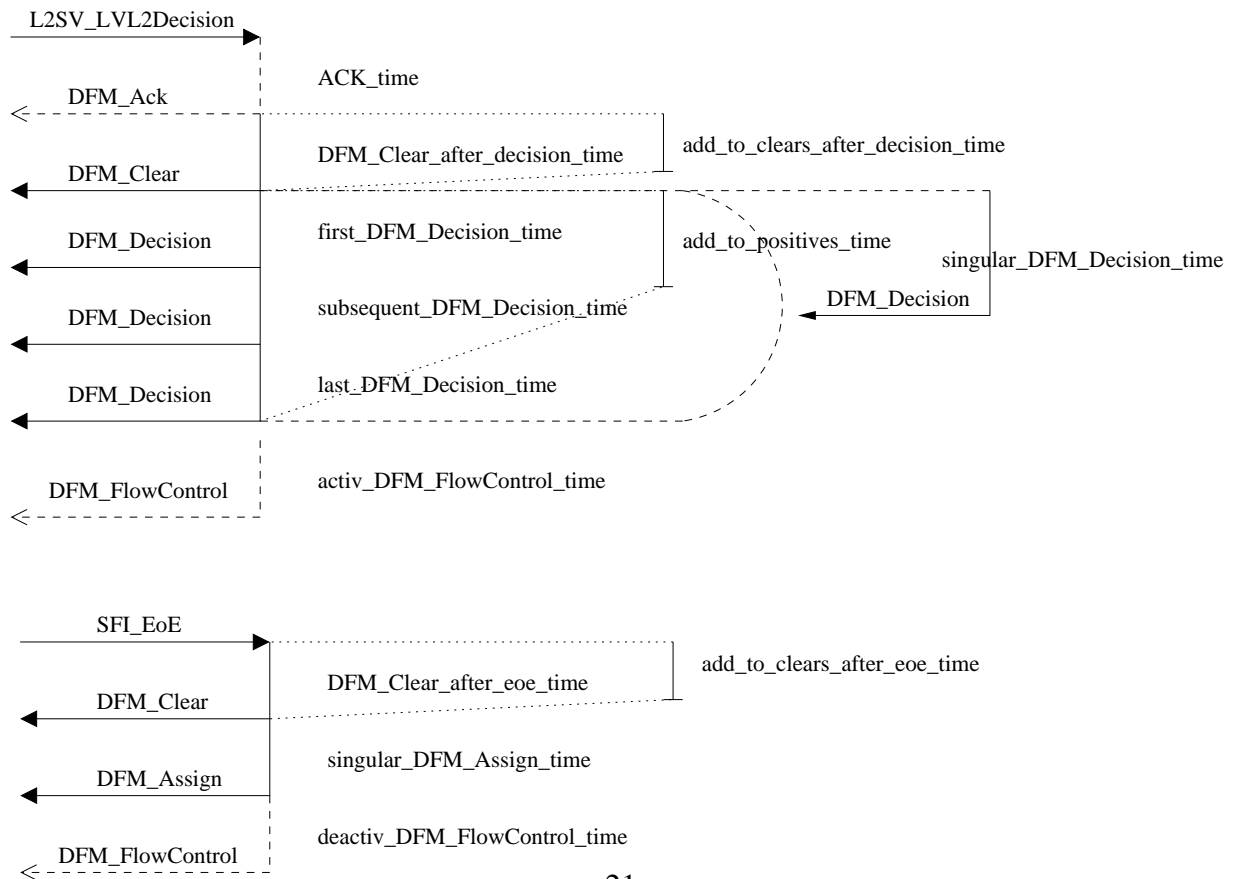 L2SV_LVL2Decision
ACK_time
DFM_Ack
add_to_clears_after_decision_time
DFM_Clear_after_decision_time
DFM_Clear
first_DFM_Decision_time
add_to_positives_time
DFM_Decision
singular_DFM_Decision_time
DFM_Decision
subsequent_DFM_Decision_time
DFM_Decision
last_DFM_Decision_time
DFM_Decision
activ_DFM_FlowControl_time
DFM_FlowControl
SFI_EoE
add_to_clears_after_eoe_time
DFM_Clear_after_eoe_time
DFM_Clear
singular_DFM_Assign_time
DFM_Assign
deactiv_DFM_FlowControl_time
DFM_FlowControl